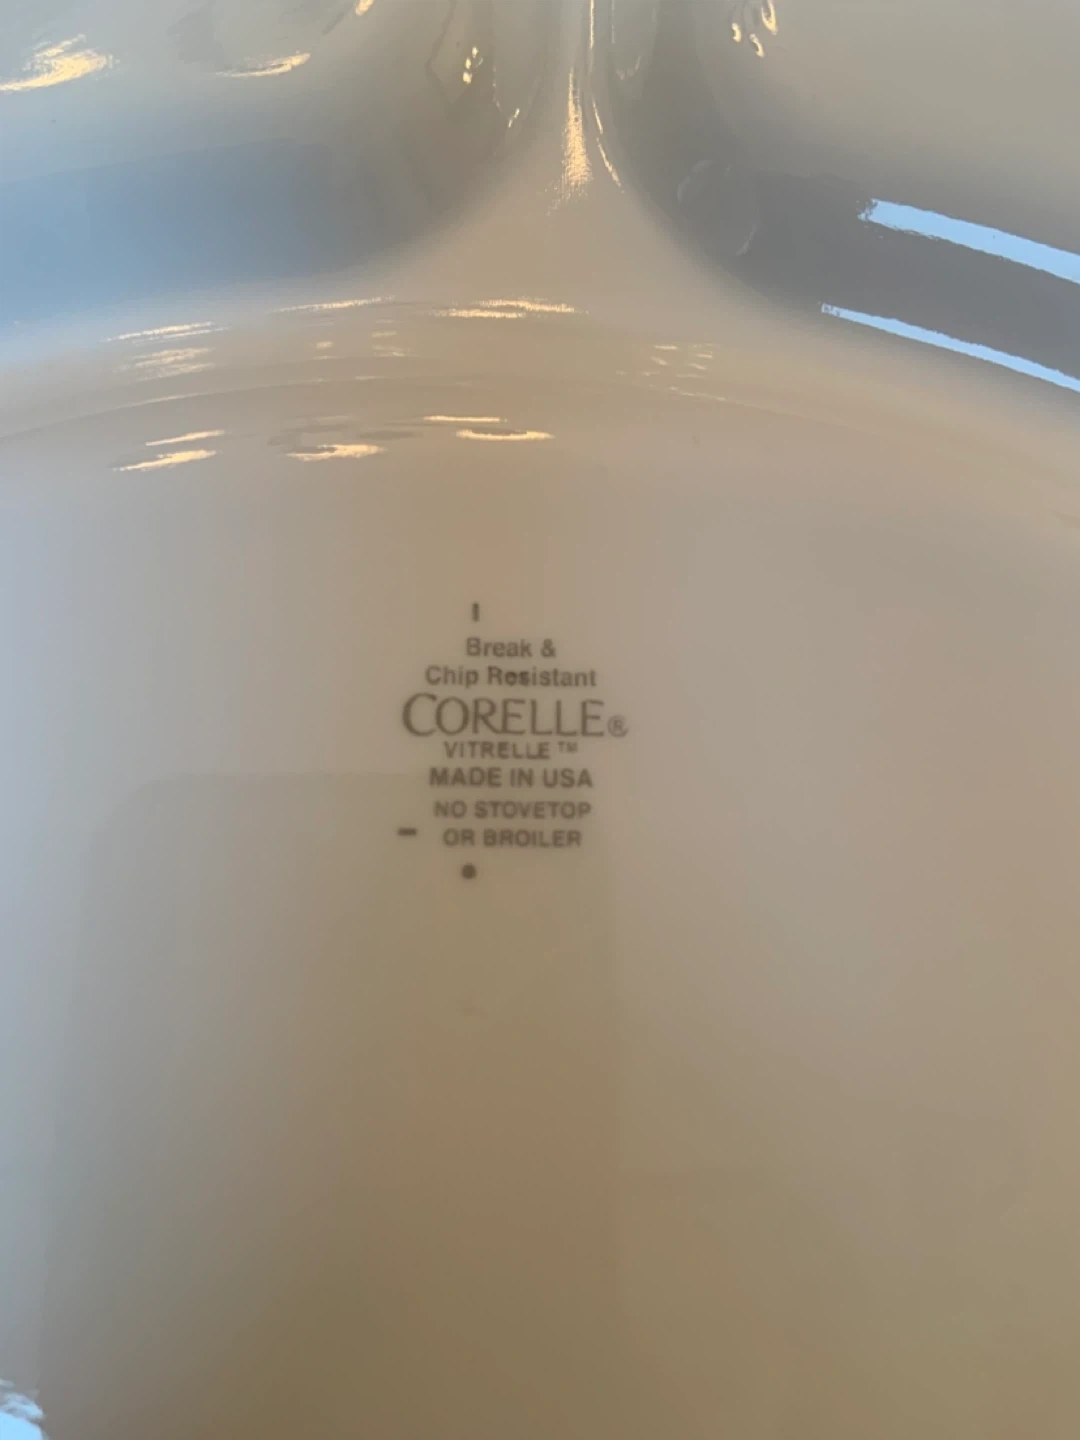 Break &
Chip Resistant
CORELLE®
VITRELLE™
MADE IN USA
NO STOVETOP
OR BROILER